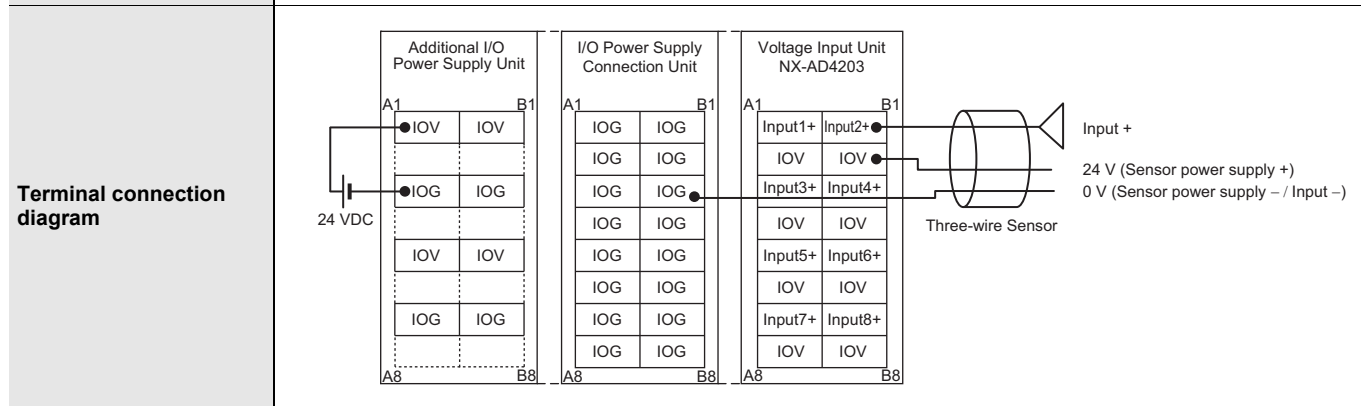 Terminal connection
diagram
Additional I/O
Power Supply Unit
I/O Power Supply
Connection Unit
Voltage Input Unit
NX-AD4203
A1 B1 A1 B1 A1 B1
IOV IOV IOG IOG Input1+ Input2+ Input +
IOG IOG IOV IOV 24 V (Sensor power supply +)
IOG IOG IOG IOG Input3+ Input4+ 0 V (Sensor power supply – / Input –)
24 VDC IOG IOG IOV IOV Three-wire Sensor
IOV IOV IOG IOG Input5+ Input6+
IOG IOG IOV IOV
IOG IOG IOG IOG Input7+ Input8+
IOG IOG IOV IOV
A8 B8 A8 B8 A8 B8